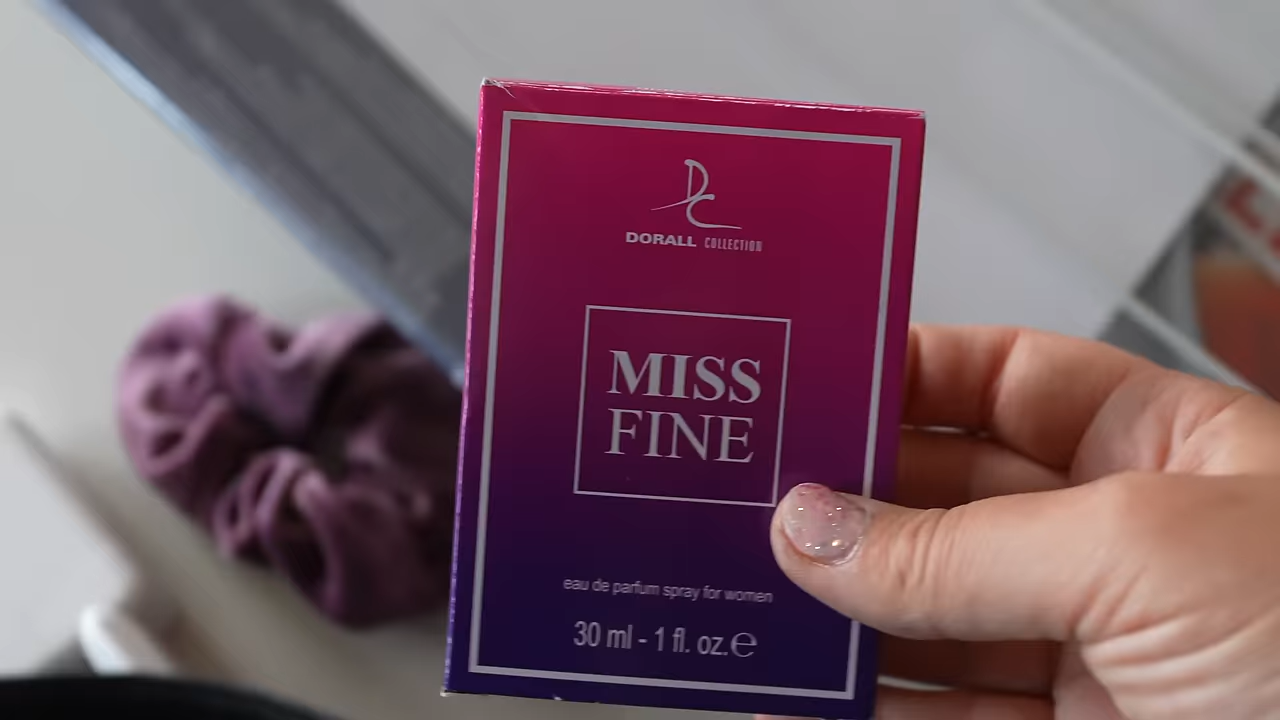 DC
DORALL COLLECTION
MISS
FINE
eau de parfum spray for women
30 ml - 1 fl. oz. ℮